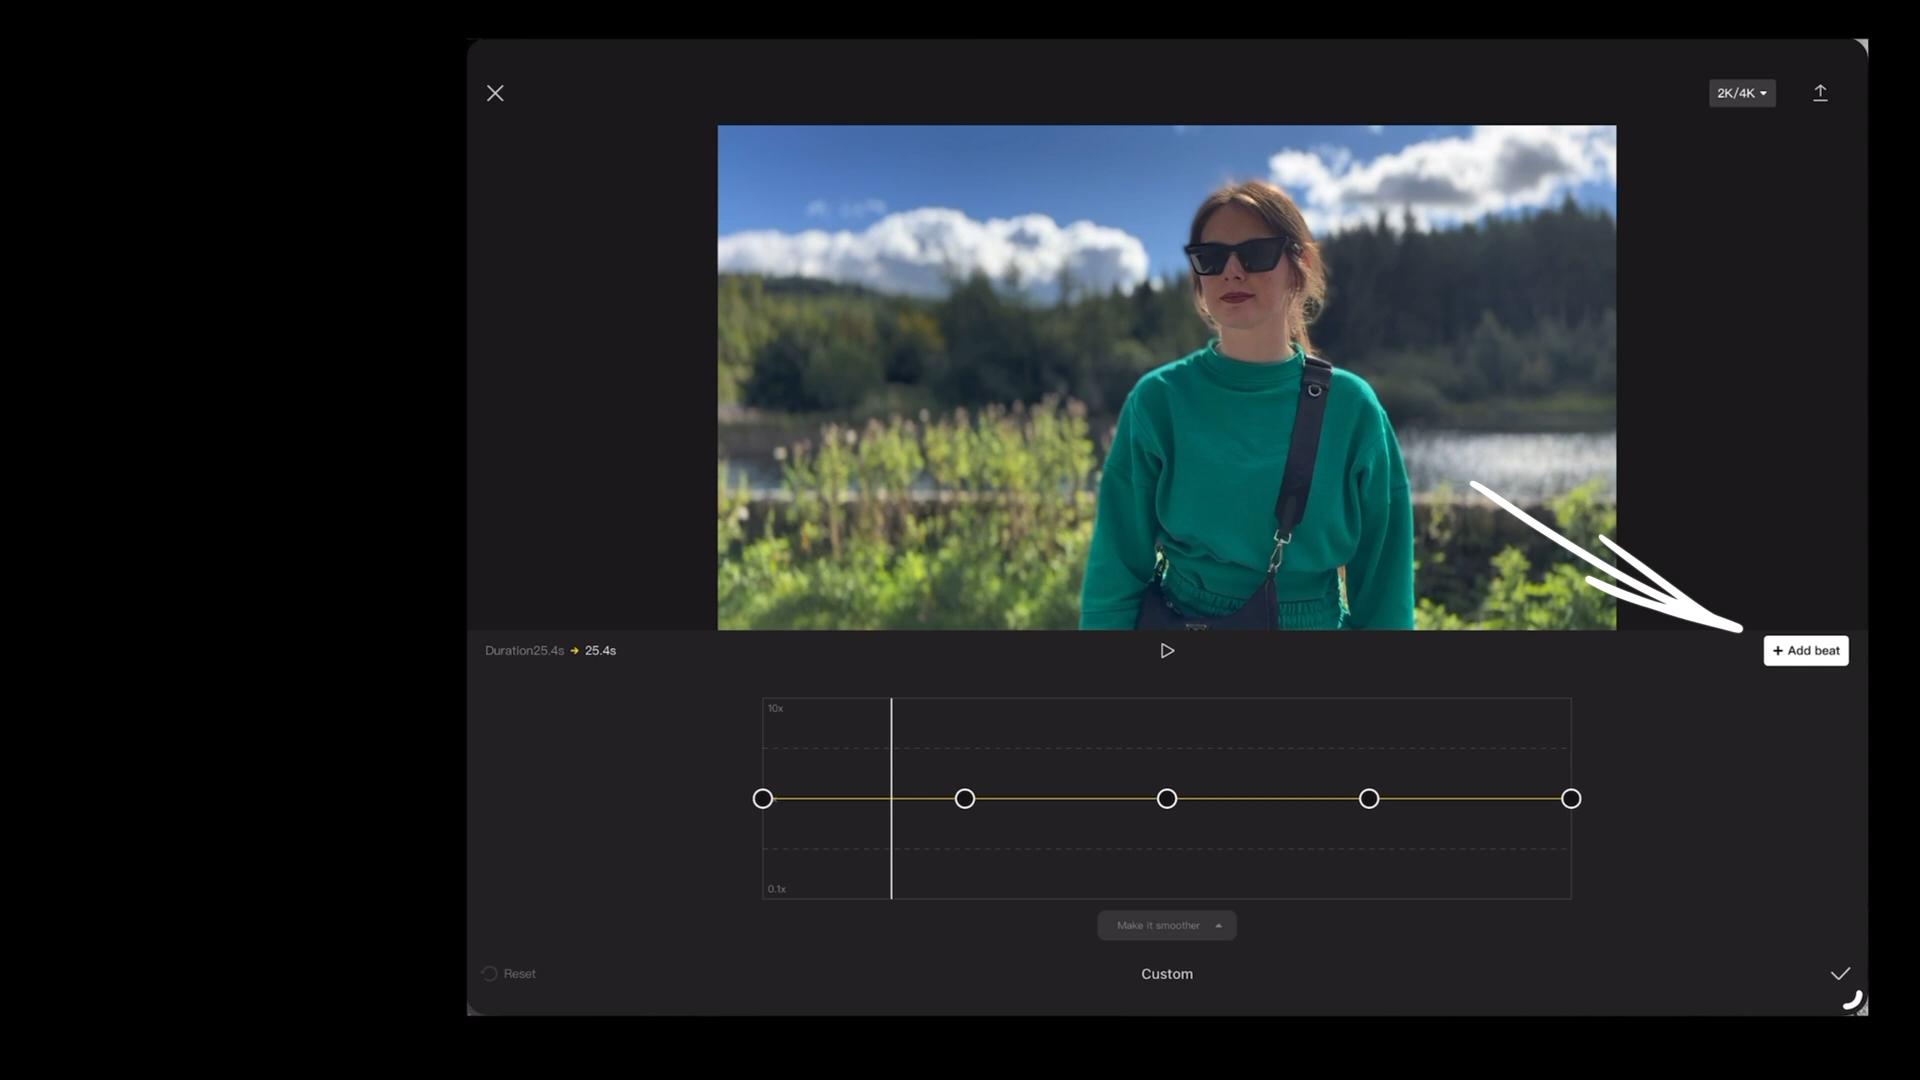 2K/4K
Duration25.4s → 25.4s
+ Add beat
10x
0.1x
Make it smoother
Reset
Custom